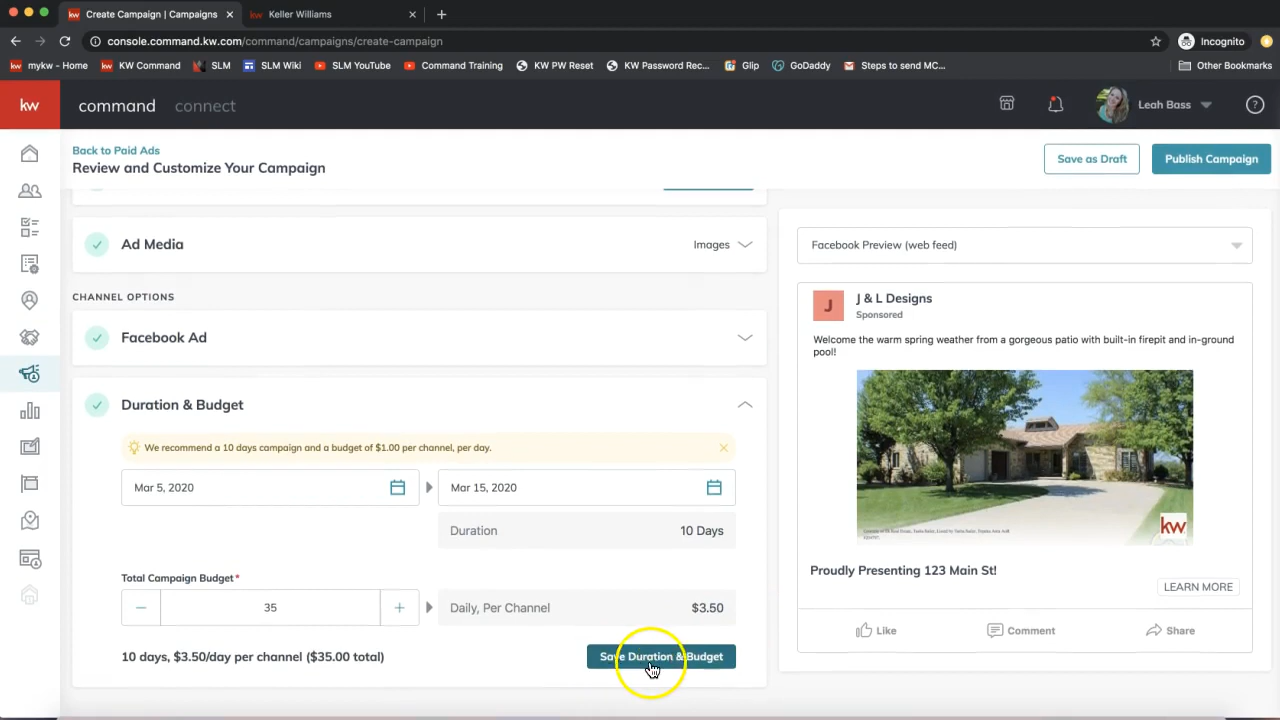 Create Campaign | Campaigns
Keller Williams
console.command.kw.com/command/campaigns/create-campaign
Incognito
mykw - Home
KW Command
SLM
SLM Wiki
SLM YouTube
Command Training
KW PW Reset
KW Password Rec...
Glip
GoDaddy
Steps to send MC...
Other Bookmarks
kw
command
connect
Leah Bass
Back to Paid Ads
Review and Customize Your Campaign
Save as Draft
Publish Campaign
Ad Media
Images
CHANNEL OPTIONS
Facebook Ad
Duration & Budget
We recommend a 10 days campaign and a budget of $1.00 per channel, per day.
Mar 5, 2020
Mar 15, 2020
Duration
10 Days
Total Campaign Budget*
35
Daily, Per Channel
$3.50
10 days, $3.50/day per channel ($35.00 total)
Save Duration & Budget
Facebook Preview (web feed)
J
J & L Designs
Sponsored
Welcome the warm spring weather from a gorgeous patio with built-in firepit and in-ground
pool!
kw
Proudly Presenting 123 Main St!
LEARN MORE
Like
Comment
Share